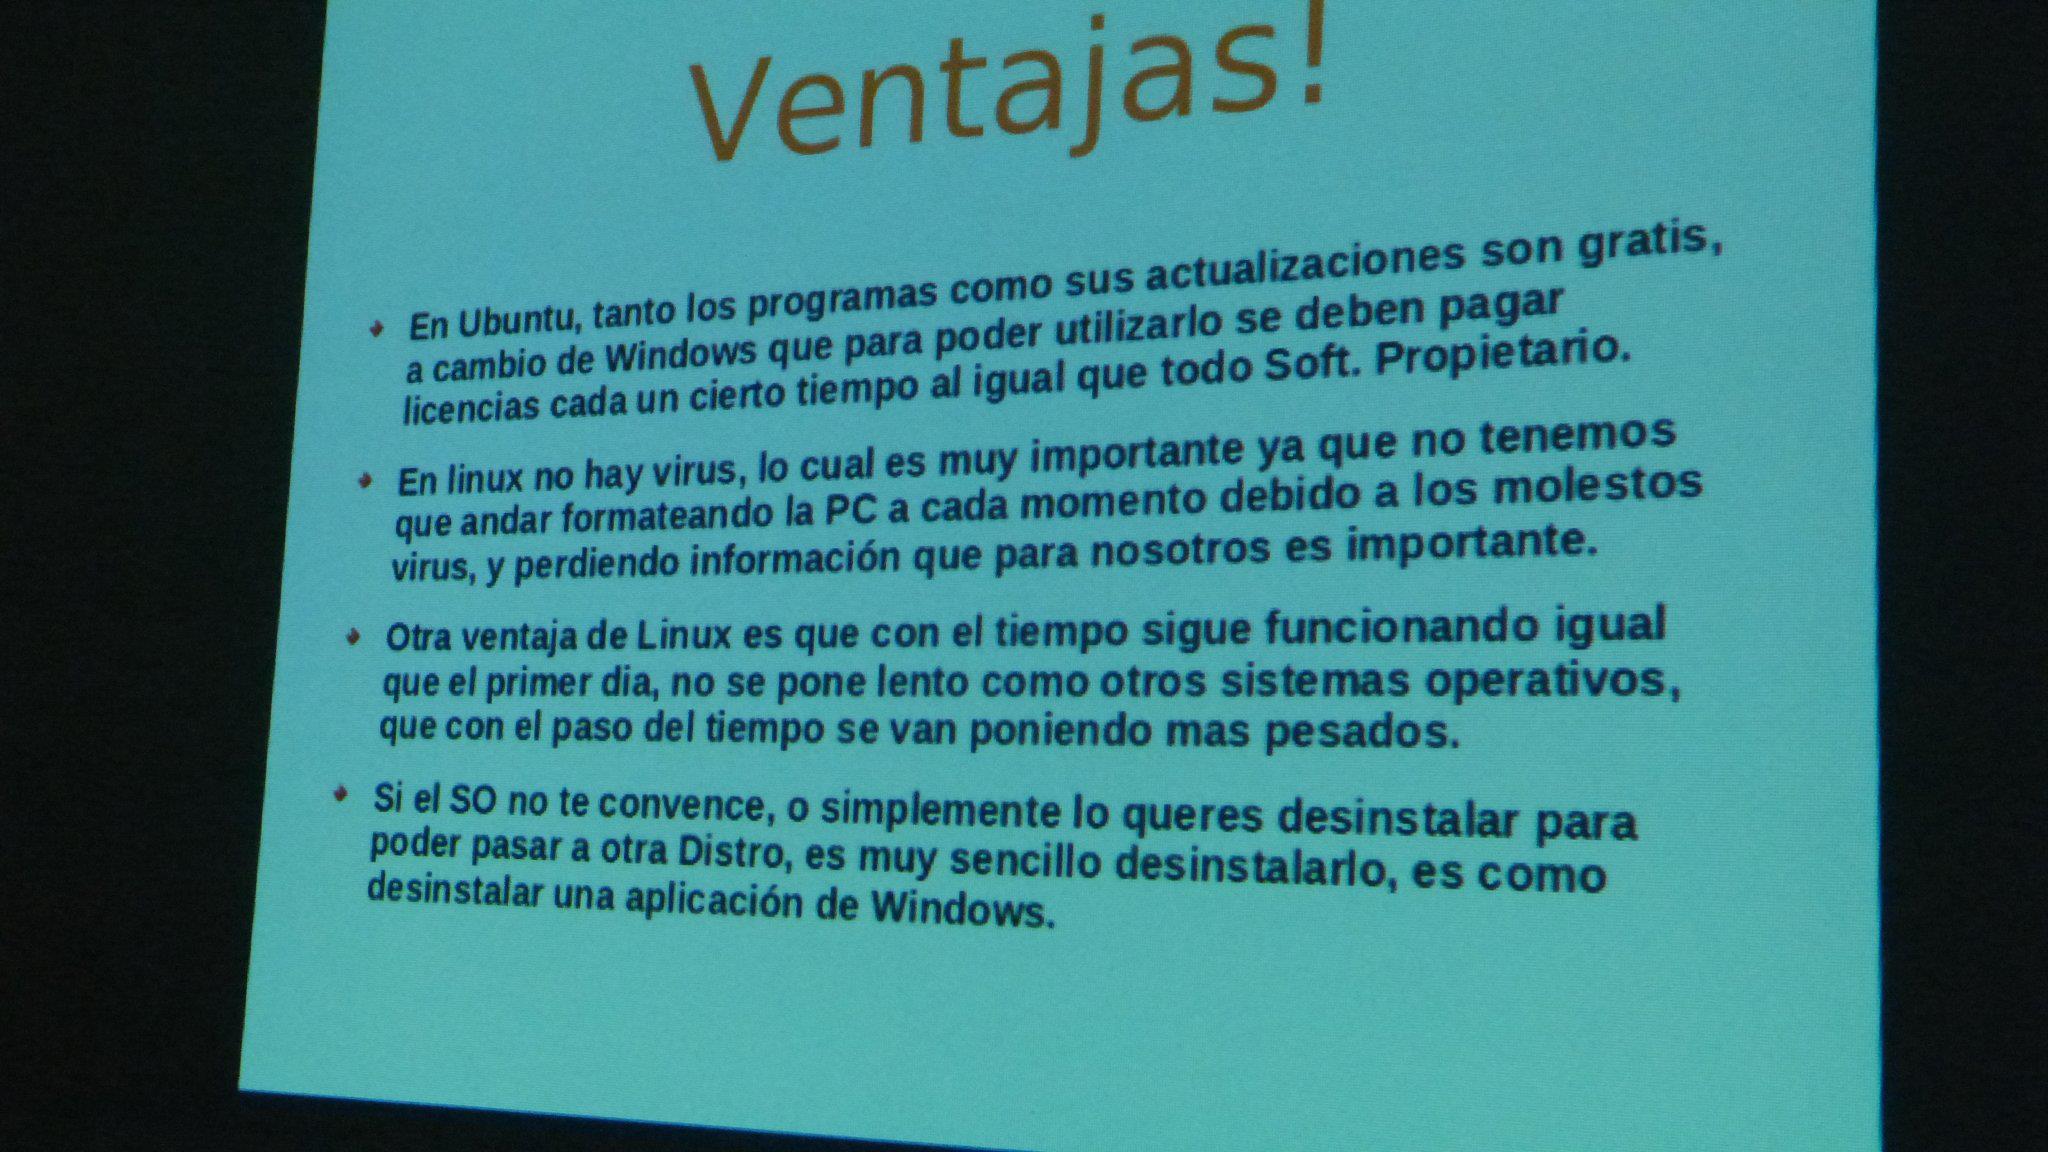 Ventajas!
En Ubuntu, tanto los programas como sus actualizaciones son gratis,
a cambio de Windows que para poder utilizarlo se deben pagar
licencias cada un cierto tiempo al igual que todo Soft. Propietario.
En linux no hay virus, lo cual es muy importante ya que no tenemos
que andar formateando la PC a cada momento debido a los molestos
virus, y perdiendo información que para nosotros es importante.
Otra ventaja de Linux es que con el tiempo sigue funcionando igual
que el primer dia, no se pone lento como otros sistemas operativos,
que con el paso del tiempo se van poniendo mas pesados.
Si el SO no te convence, o simplemente lo queres desinstalar para
poder pasar a otra Distro, es muy sencillo desinstalarlo, es como
desinstalar una aplicación de Windows.